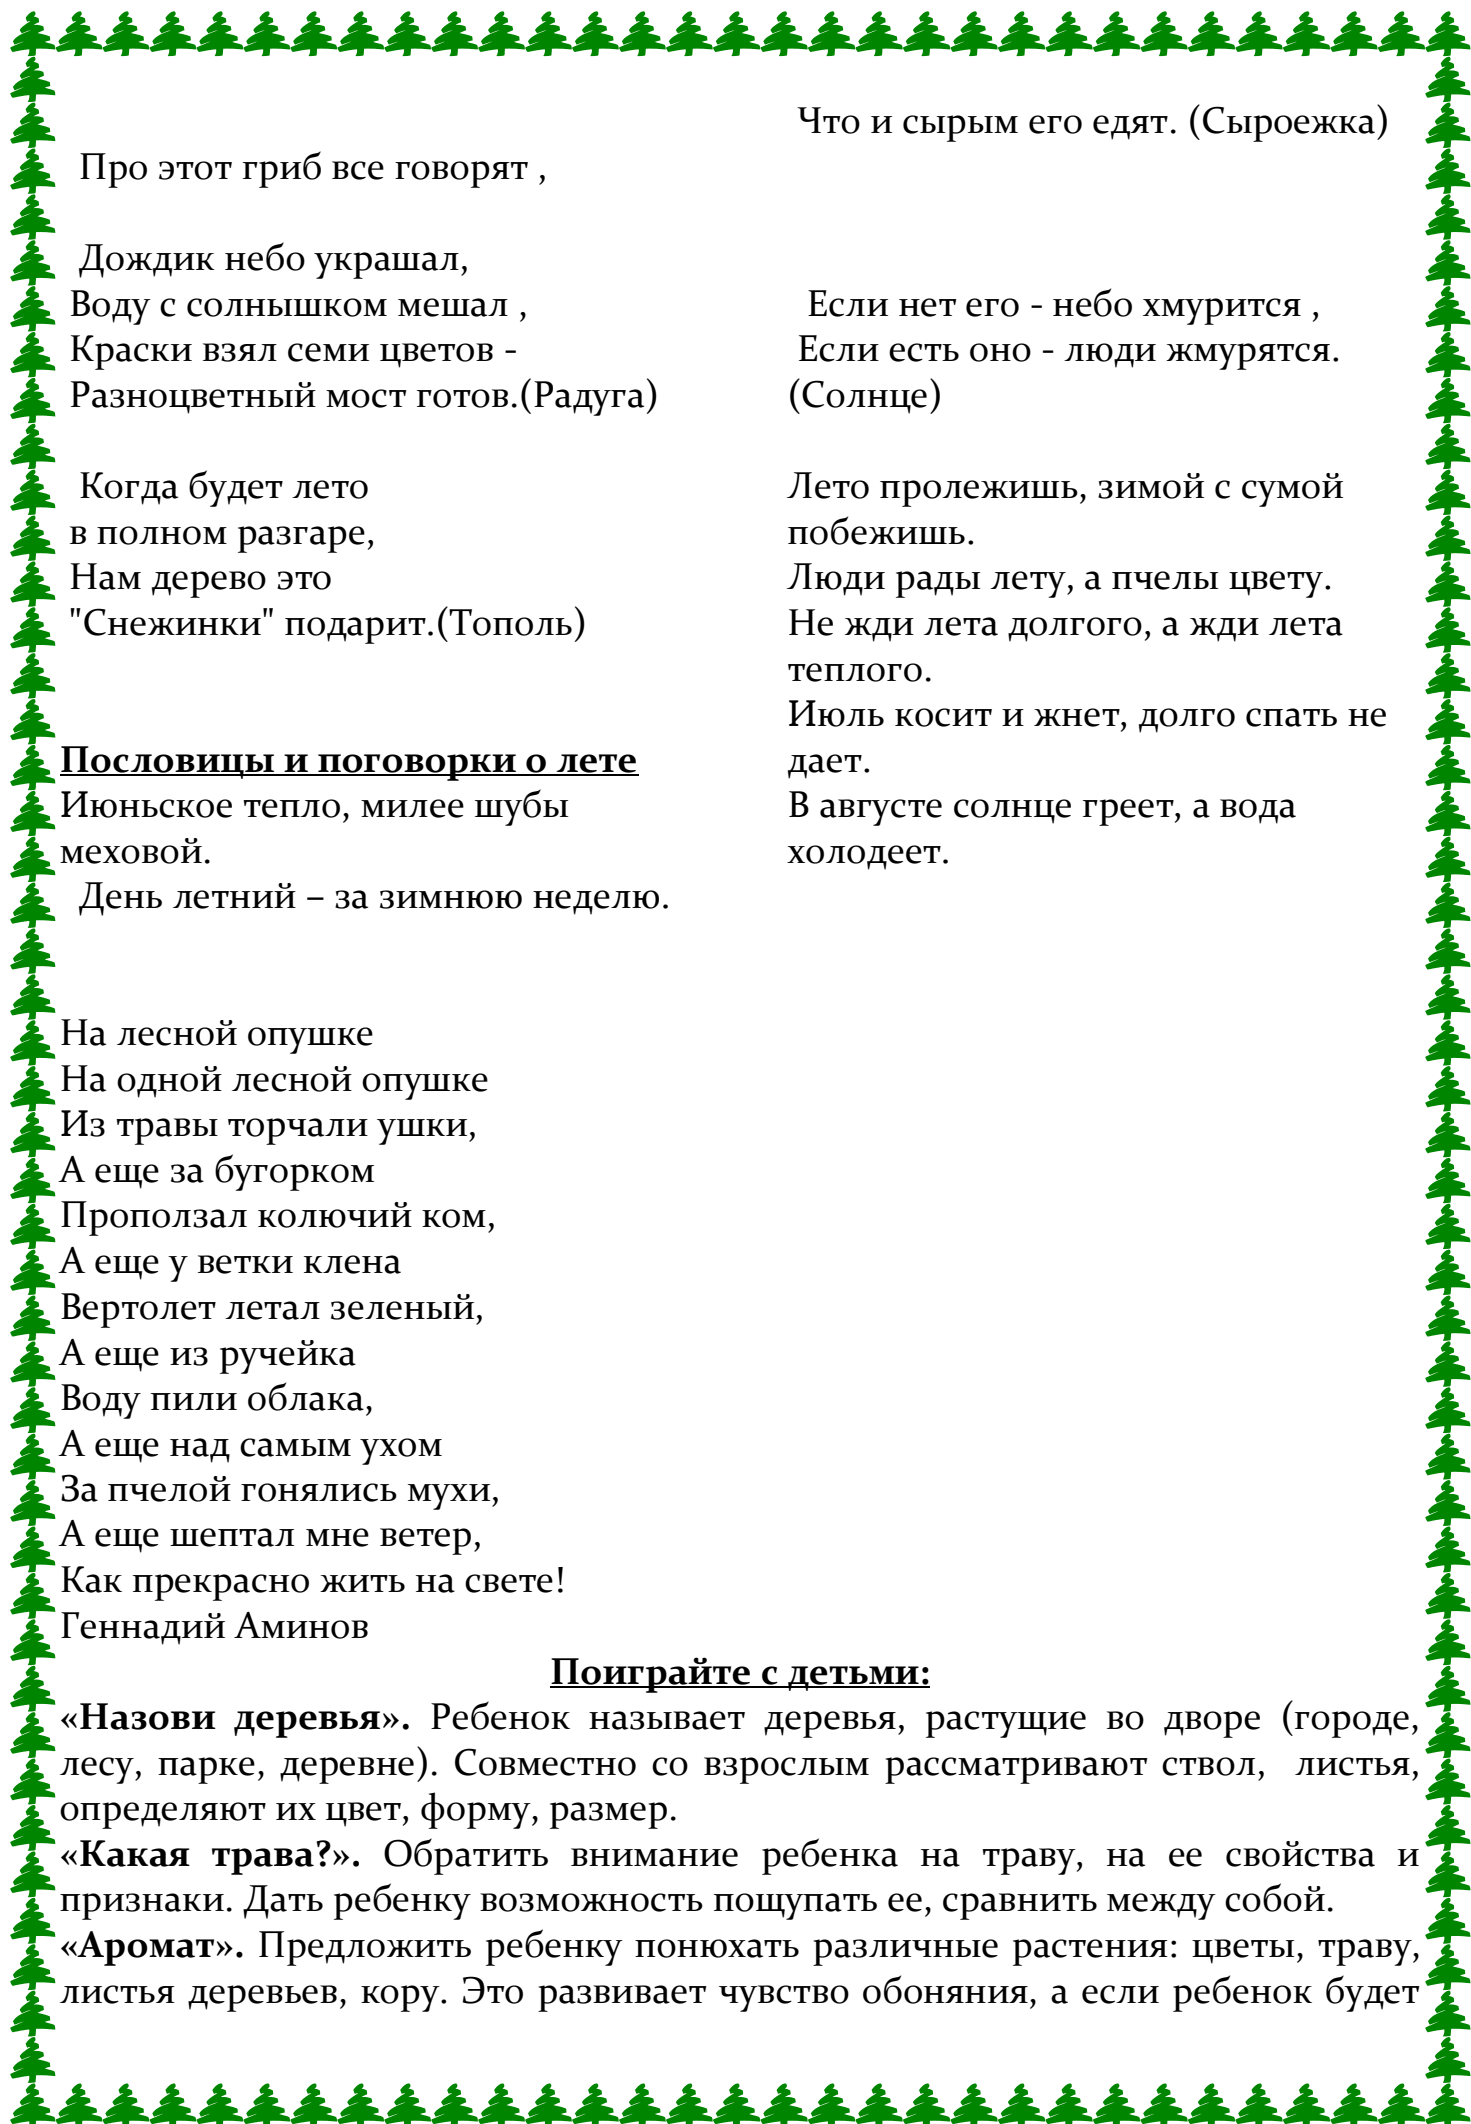 Про этот гриб все говорят ,
Что и сырым его едят. (Сыроежка)
Дождик небо украшал,
Воду с солнышком мешал ,
Краски взял семи цветов -
Разноцветный мост готов.(Радуга)
Если нет его - небо хмурится ,
Если есть оно - люди жмурятся.
(Солнце)
Когда будет лето
в полном разгаре,
Нам дерево это
"Снежинки" подарит.(Тополь)
Пословицы и поговорки о лете
Июньское тепло, милее шубы
меховой.
День летний – за зимнюю неделю.
Лето пролежишь, зимой с сумой
побежишь.
Люди рады лету, а пчелы цвету.
Не жди лета долгого, а жди лета
теплого.
Июль косит и жнет, долго спать не
дает.
В августе солнце греет, а вода
холодеет.
На лесной опушке
На одной лесной опушке
Из травы торчали ушки,
А еще за бугорком
Проползал колючий ком,
А еще у ветки клена
Вертолет летал зеленый,
А еще из ручейка
Воду пили облака,
А еще над самым ухом
За пчелой гонялись мухи,
А еще шептал мне ветер,
Как прекрасно жить на свете!
Геннадий Аминов
Поиграйте с детьми:
«Назови деревья». Ребенок называет деревья, растущие во дворе (городе,
лесу, парке, деревне). Совместно со взрослым рассматривают ствол, листья,
определяют их цвет, форму, размер.
«Какая трава?». Обратить внимание ребенка на траву, на ее свойства и
признаки. Дать ребенку возможность пощупать ее, сравнить между собой.
«Аромат». Предложить ребенку понюхать различные растения: цветы, траву,
листья деревьев, кору. Это развивает чувство обоняния, а если ребенок будет